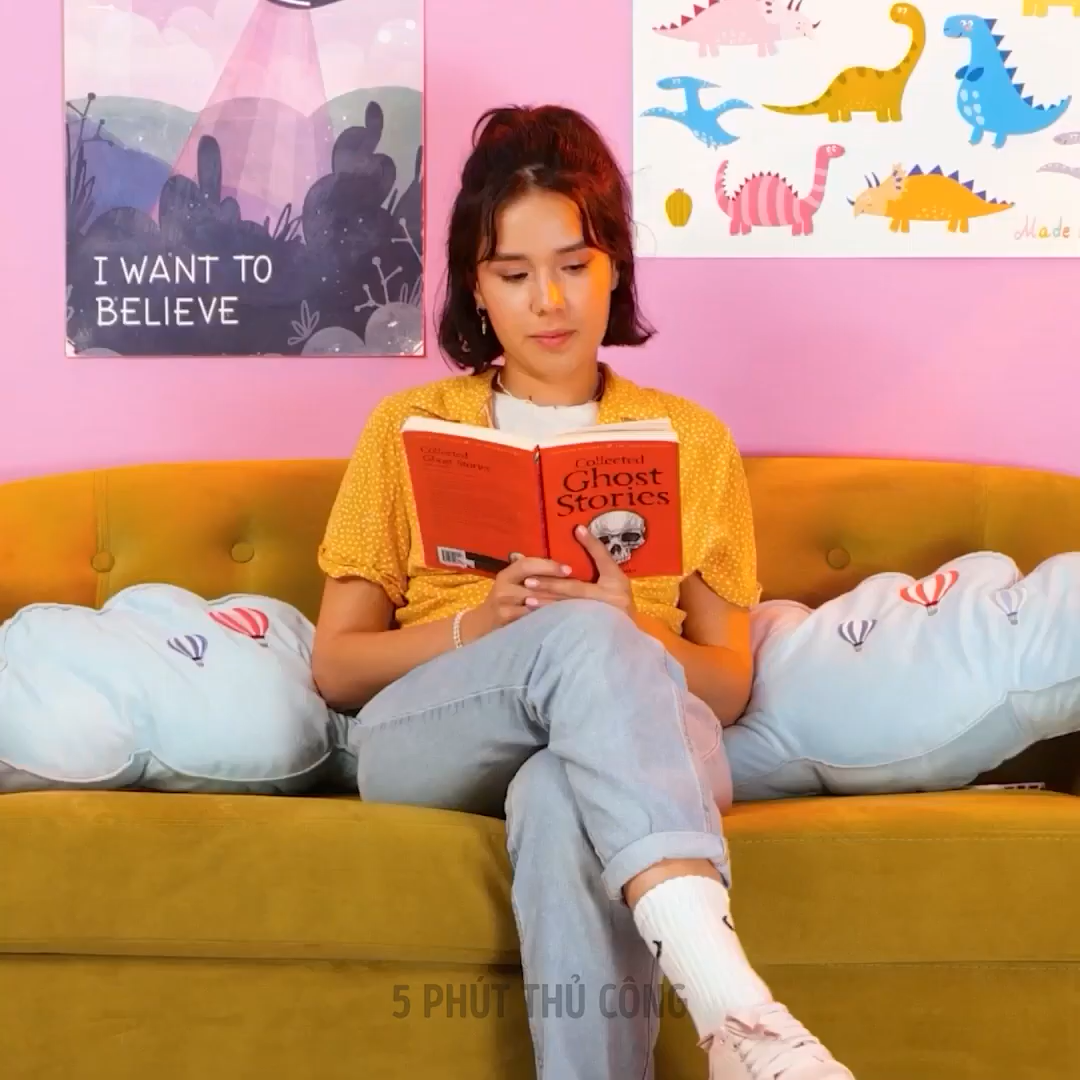 I WANT TO
BELIEVE
Made
Collected
Ghost Stories
Collected
Ghost
Stories
5 PHÚT THỦ CÔNG